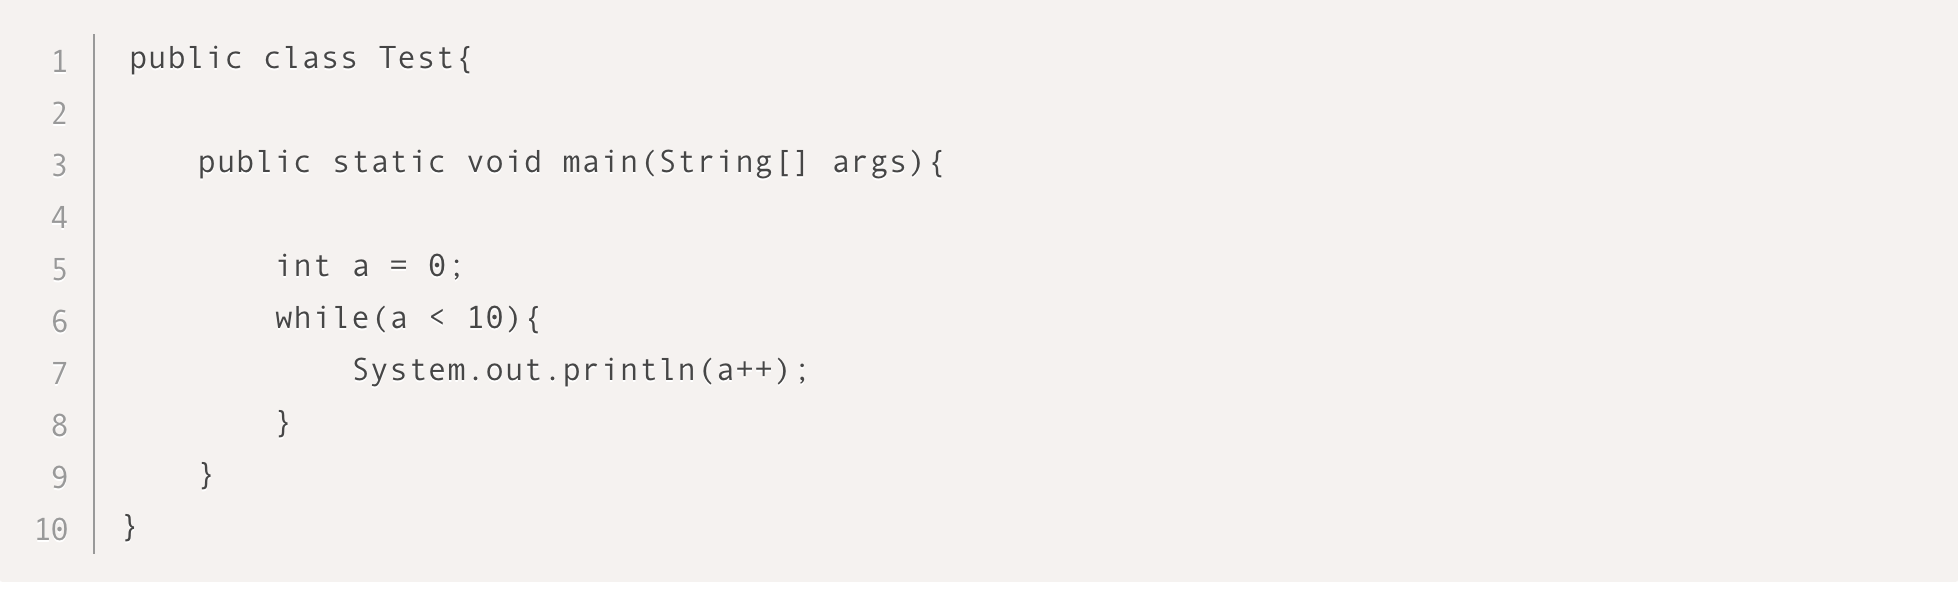 1 public class Test{
2
3 public static void main(String[] args){
4
5 int a = 0;
6 while(a < 10){
7 System.out.println(a++);
8 }
9 }
10 }